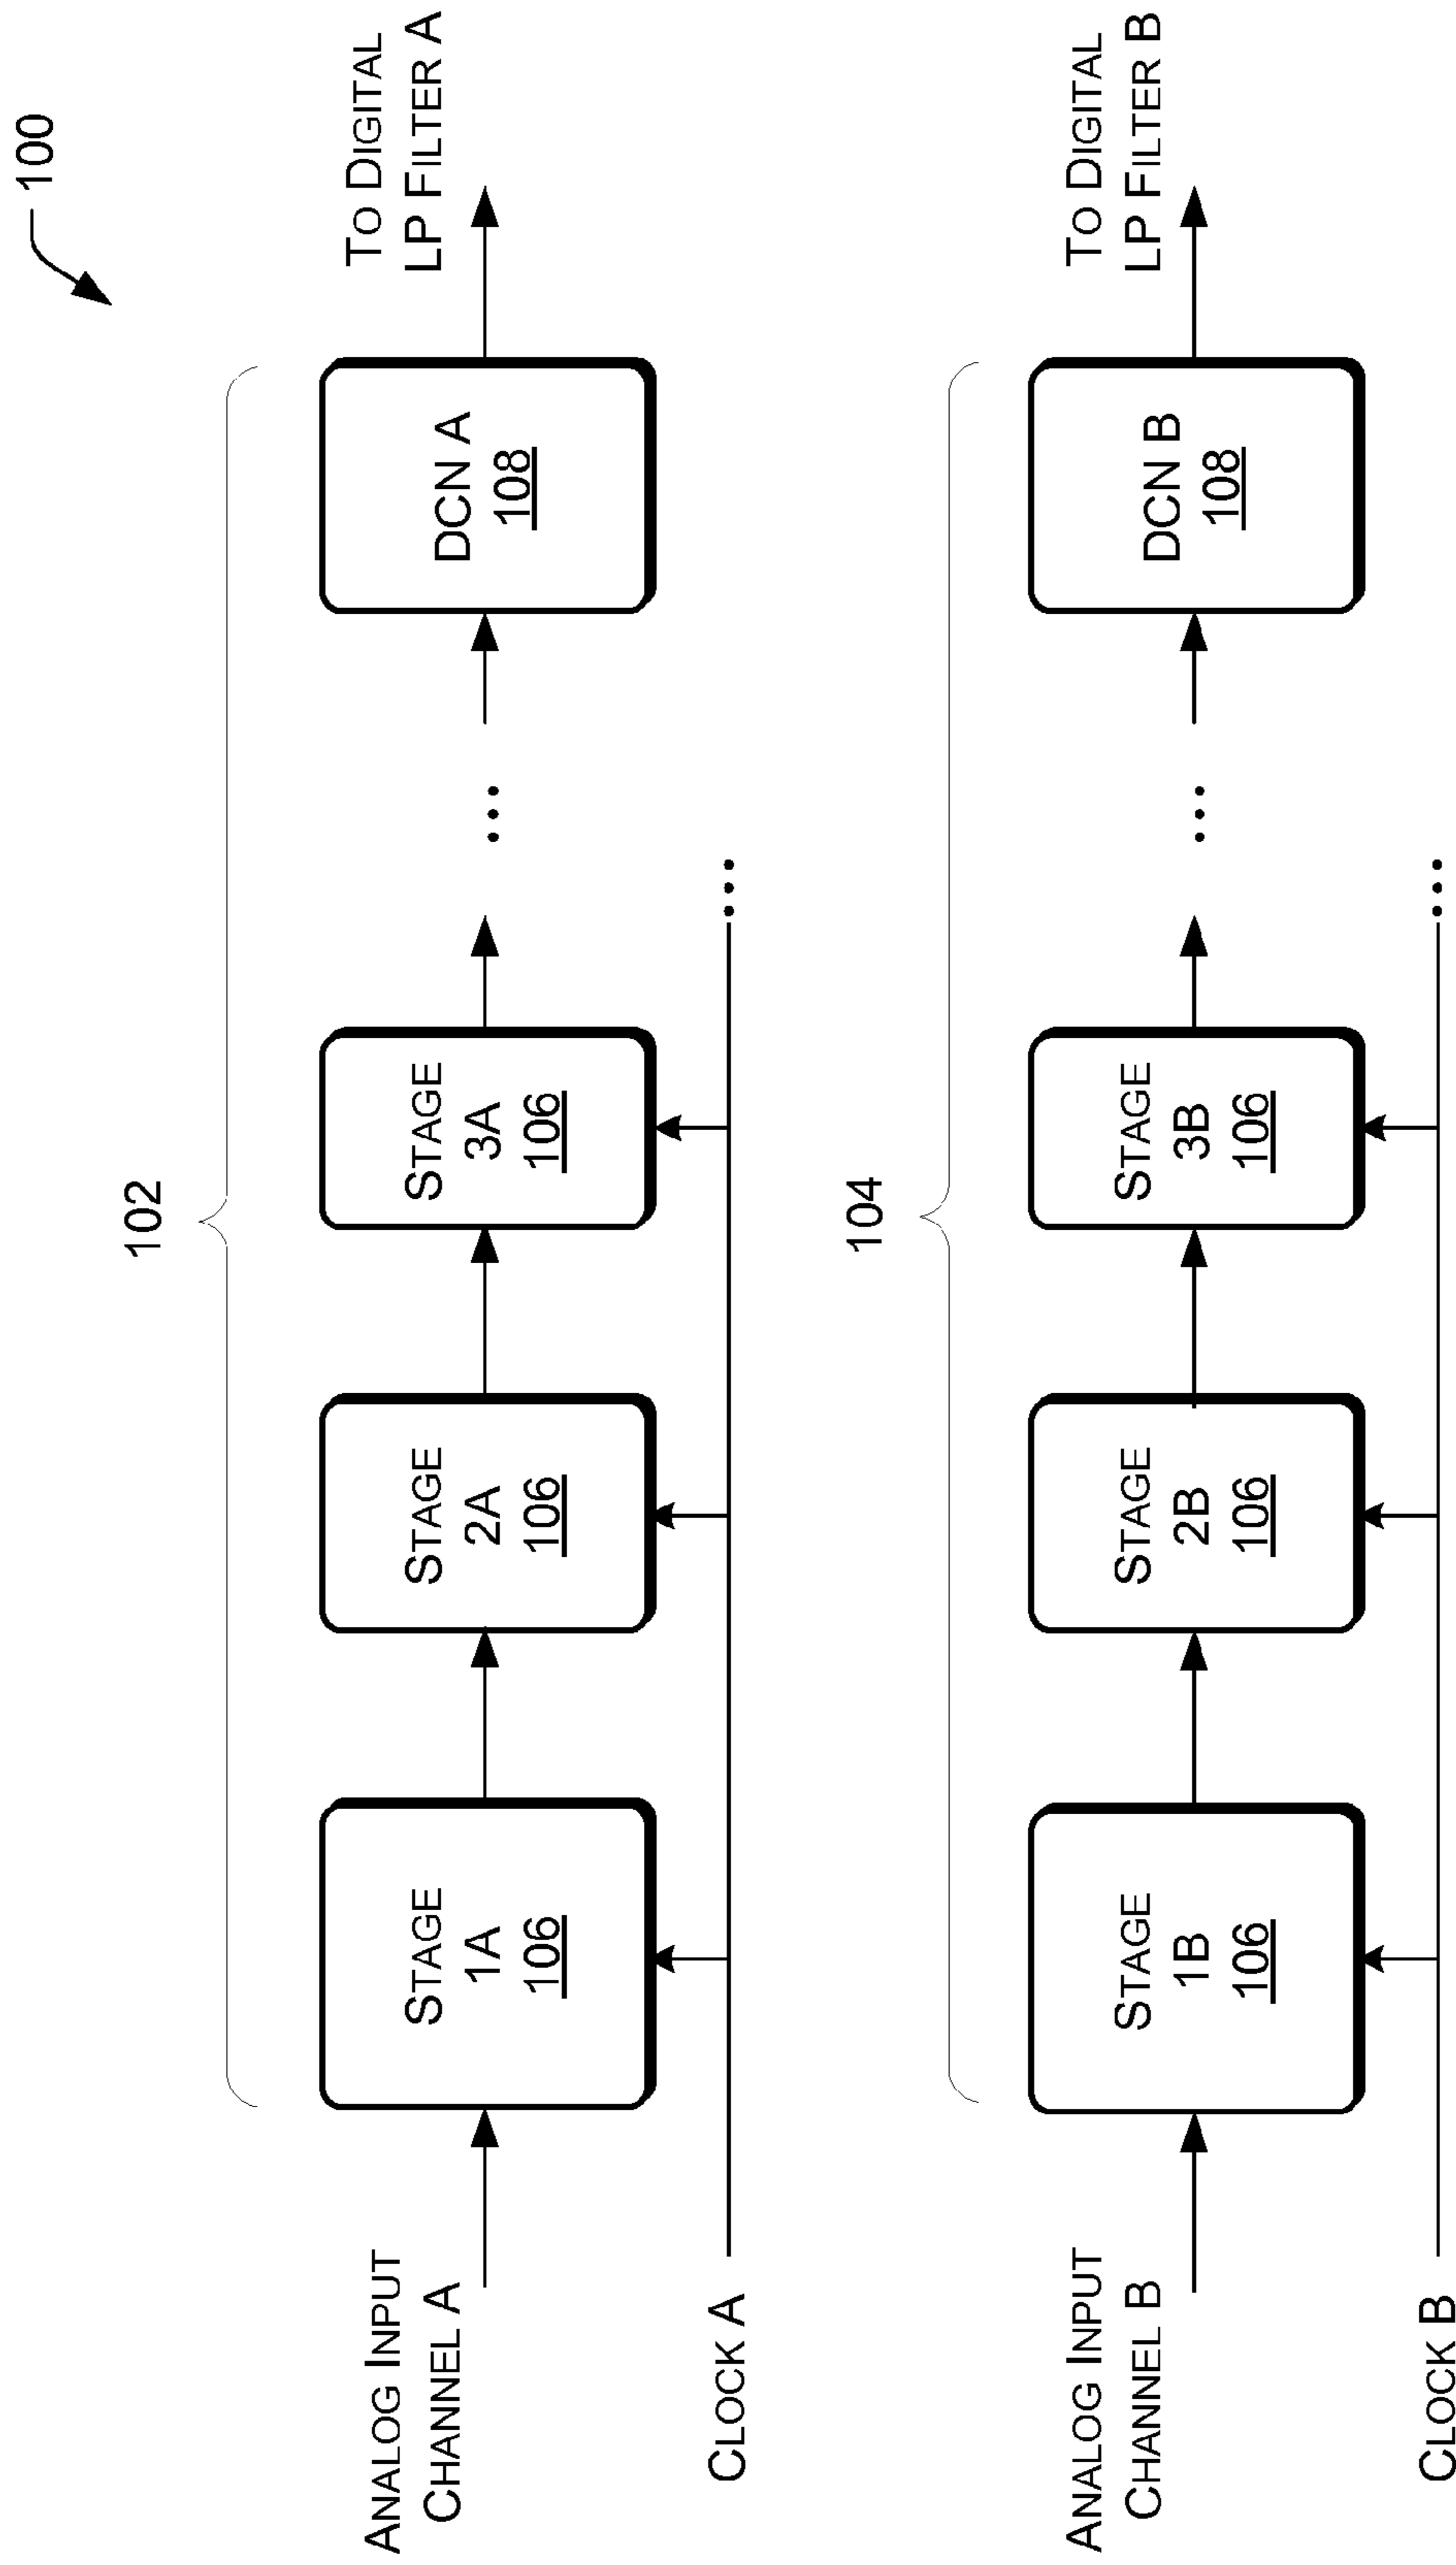 100
102
ANALOG INPUT
CHANNEL A
STAGE
1A
106
STAGE
2A
106
STAGE
3A
106
...
DCN A
108
TO DIGITAL
LP FILTER A
CLOCK A
...
104
ANALOG INPUT
CHANNEL B
STAGE
1B
106
STAGE
2B
106
STAGE
3B
106
...
DCN B
108
TO DIGITAL
LP FILTER B
CLOCK B
...